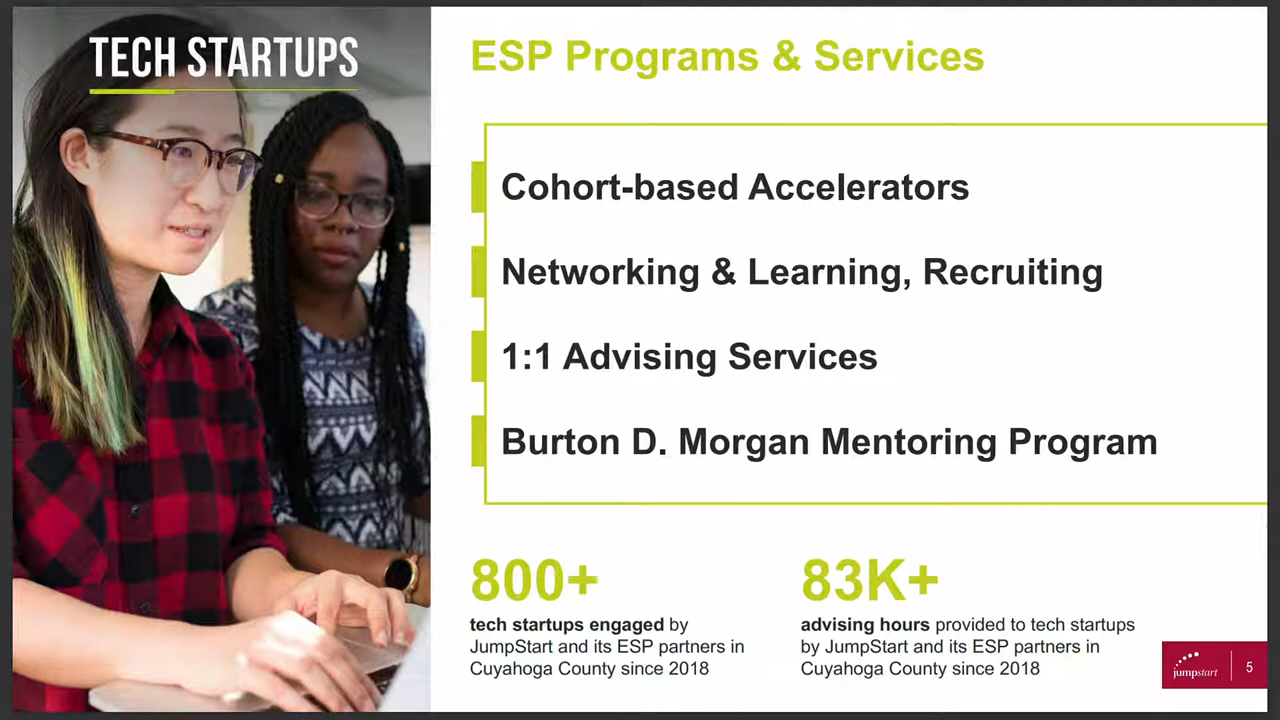 TECH STARTUPS
ESP Programs & Services
Cohort-based Accelerators
Networking & Learning, Recruiting
1:1 Advising Services
Burton D. Morgan Mentoring Program
800+
tech startups engaged by
JumpStart and its ESP partners in
Cuyahoga County since 2018
83K+
advising hours provided to tech startups
by JumpStart and its ESP partners in
Cuyahoga County since 2018
jumpstart
5